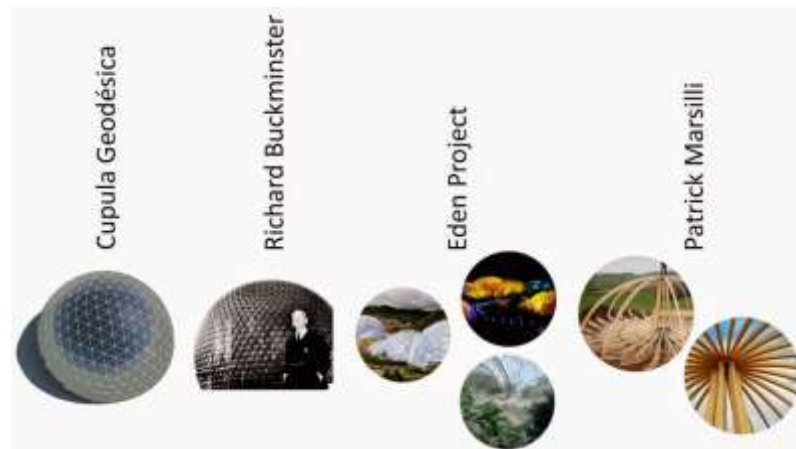 Cupula Geodésica
Richard Buckminster
Eden Project
Patrick Marsilli